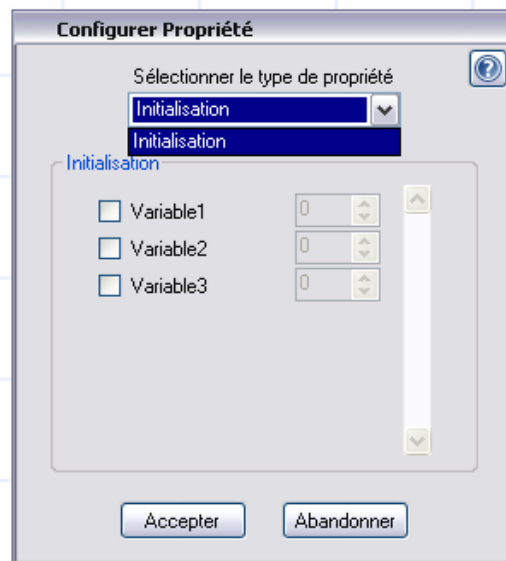 Configurer Propriété
?
Sélectionner le type de propriété
Initialisation
Initialisation
Initialisation
Variable1 0
Variable2 0
Variable3 0
Accepter Abandonner